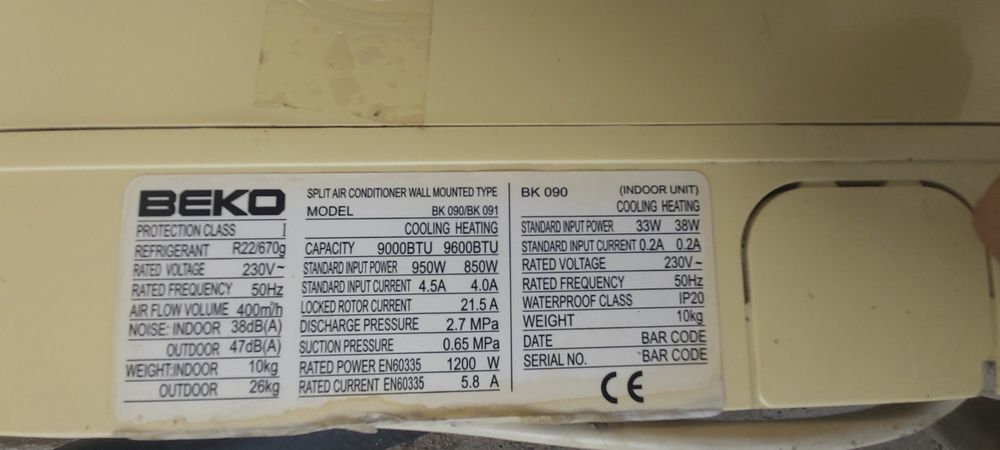 BEKO
PROTECTION CLASS I
REFRIGERANT R22/670g
RATED VOLTAGE 230V~
RATED FREQUENCY 50Hz
AIR FLOW VOLUME 400m³/h
NOISE: INDOOR 38dB(A)
OUTDOOR 47dB(A)
WEIGHT:INDOOR 10kg
OUTDOOR 26kg
SPLIT AIR CONDITIONER WALL MOUNTED TYPE
MODEL BK 090/BK 091
COOLING HEATING
CAPACITY 9000BTU 9600BTU
STANDARD INPUT POWER 950W 850W
STANDARD INPUT CURRENT 4.5A 4.0A
LOCKED ROTOR CURRENT 21.5 A
DISCHARGE PRESSURE 2.7 MPa
SUCTION PRESSURE 0.65 MPa
RATED POWER EN60335 1200 W
RATED CURRENT EN60335 5.8 A
BK 090 (INDOOR UNIT)
COOLING HEATING
STANDARD INPUT POWER 33W 38W
STANDARD INPUT CURRENT 0.2A 0.2A
RATED VOLTAGE 230V~
RATED FREQUENCY 50Hz
WATERPROOF CLASS IP20
WEIGHT 10kg
DATE BAR CODE
SERIAL NO. BAR CODE
CE